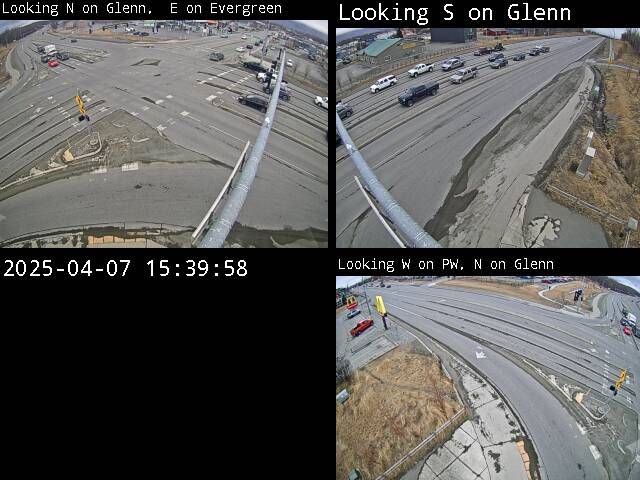 Looking N on Glenn,  E on Evergreen
Looking S on Glenn
2025-04-07 15:39:58
Looking W on PW, N on Glenn